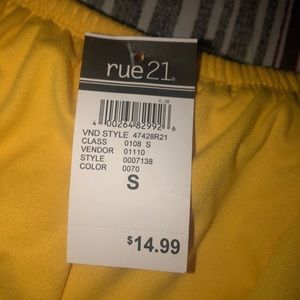 rue21
4 00264 82992 6
VND STYLE 47428R21
CLASS 0108 S
VENDOR 01110
STYLE 0007138
COLOR 0070
S
$14.99